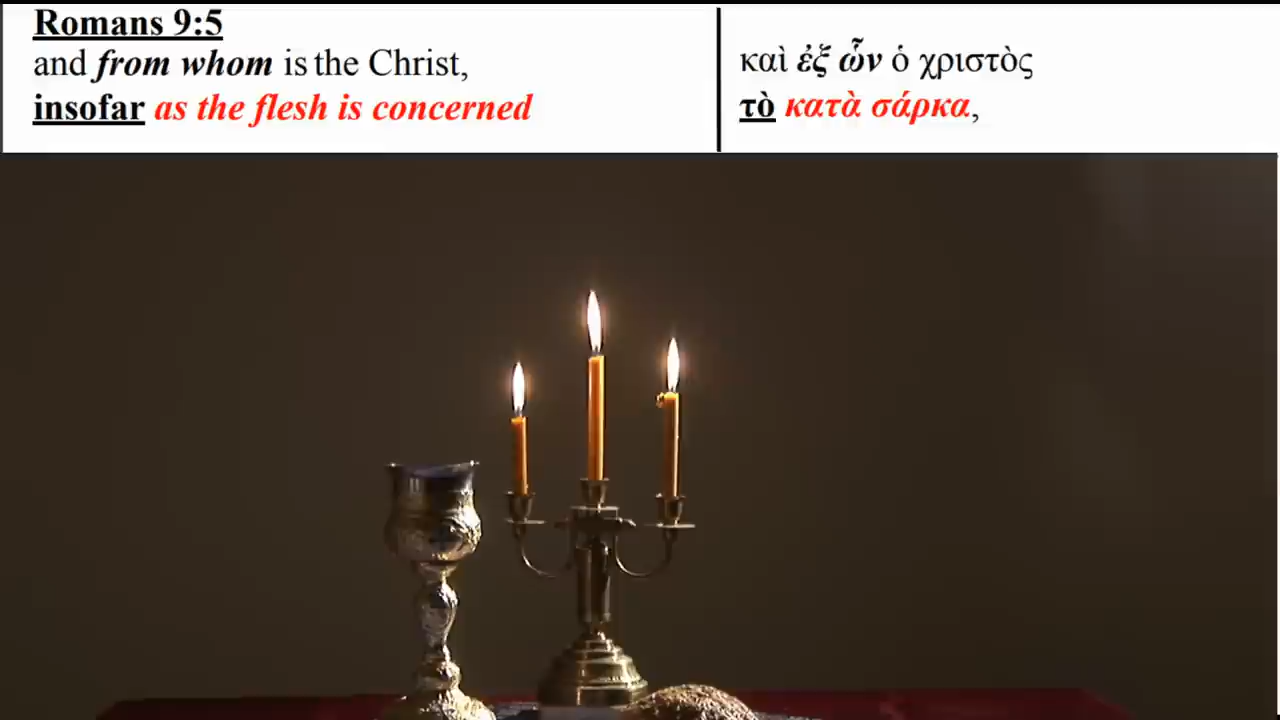 Romans 9:5
and from whom is the Christ,
insofar as the flesh is concerned
καὶ ἐξ ὧν ὁ χριστὸς
τὸ κατὰ σάρκα,